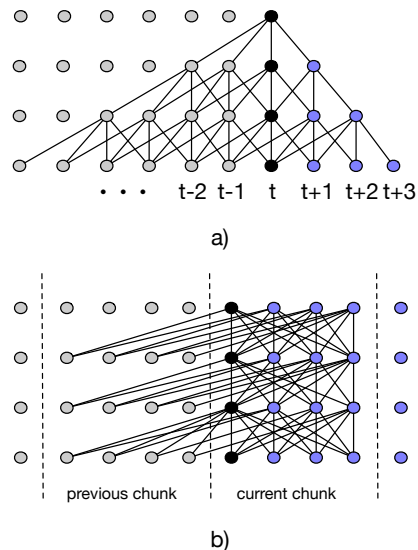 . . . t-2 t-1 t t+1 t+2 t+3
a)
previous chunk current chunk
b)